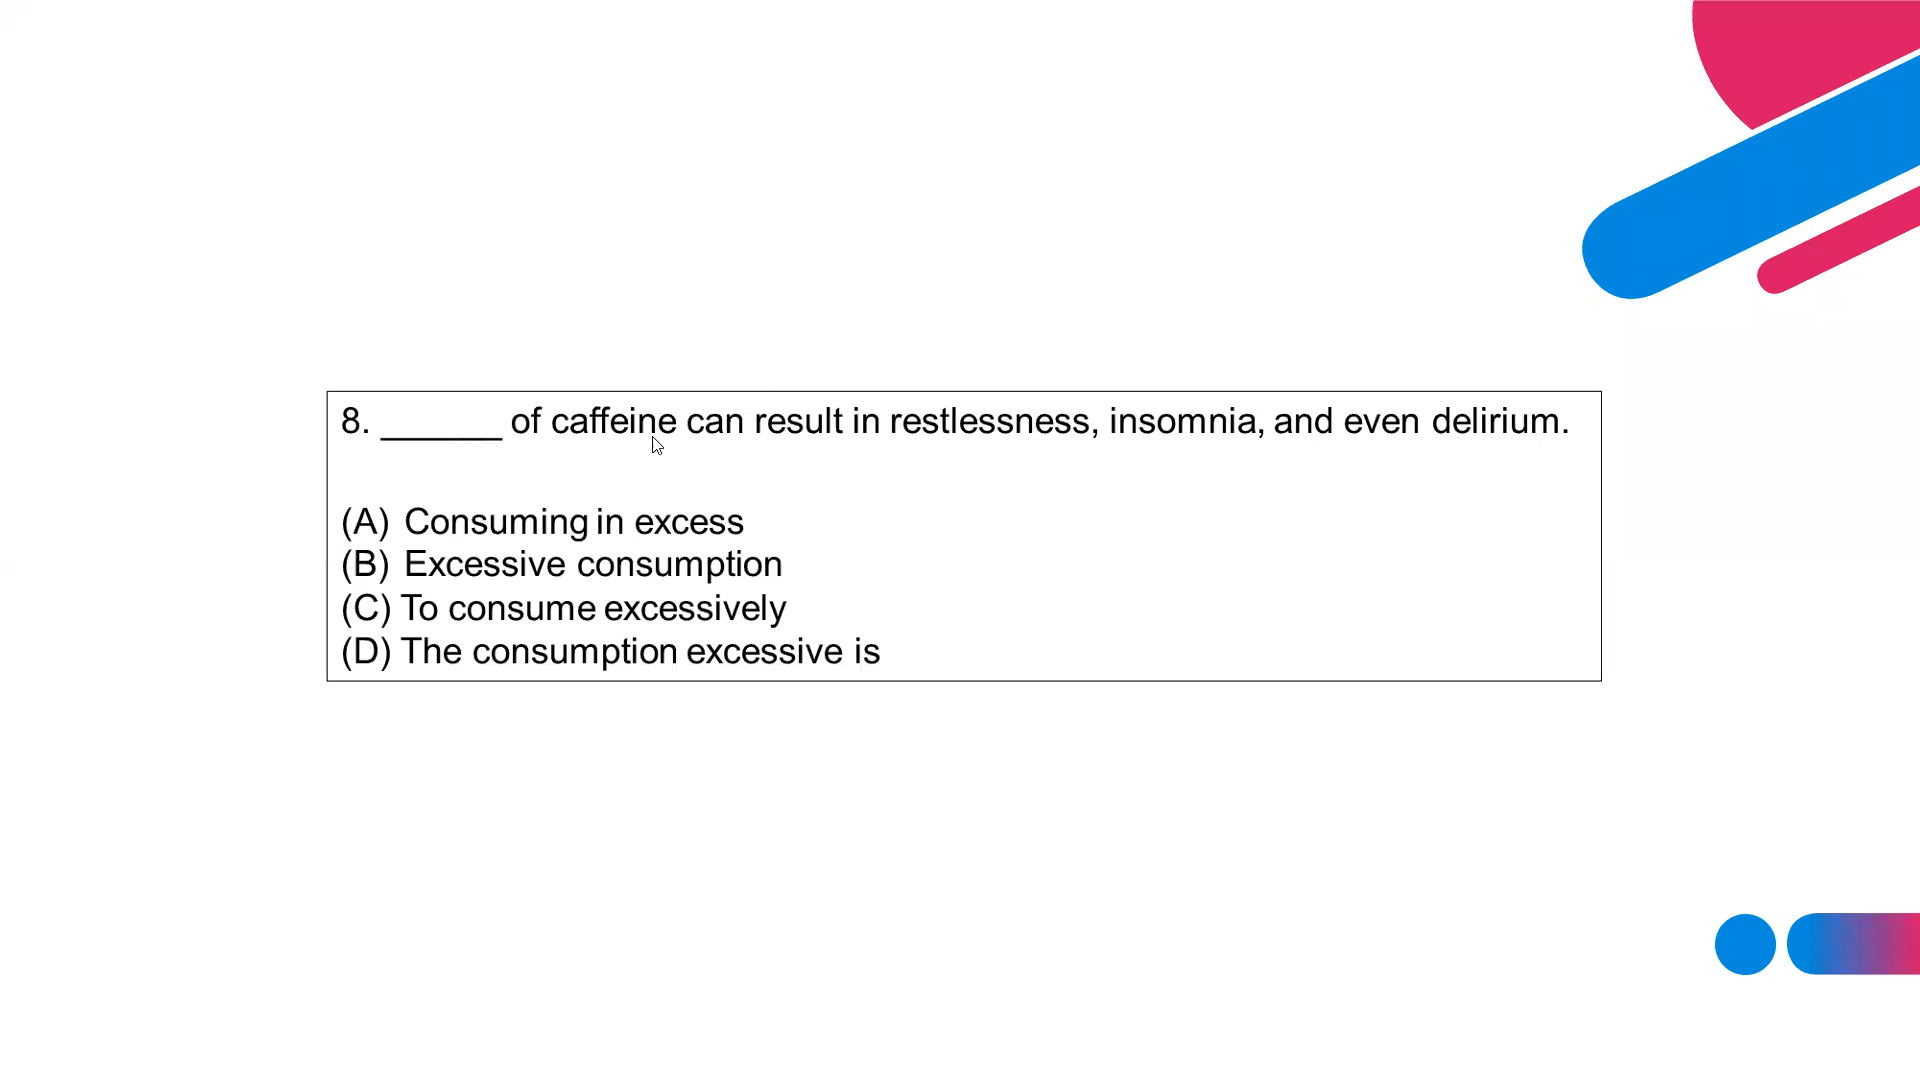 8. ______ of caffeine can result in restlessness, insomnia, and even delirium.
(A) Consuming in excess
(B) Excessive consumption
(C) To consume excessively
(D) The consumption excessive is